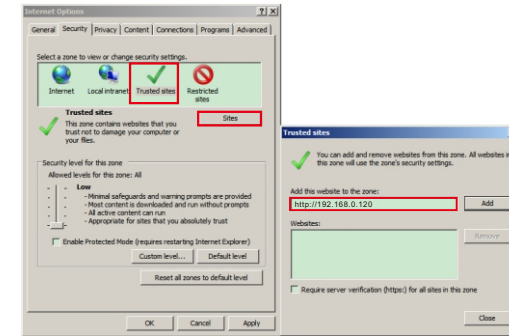 Internet Options
? X
General Security Privacy Content Connections Programs Advanced
Select a zone to view or change security settings.
Internet
Local intranet
Trusted sites
Restricted
sites
Trusted sites
This zone contains websites that you
trust not to damage your computer or
your files.
Sites
Security level for this zone
Allowed levels for this zone: All
Low
- Minimal safeguards and warning prompts are provided
- Most content is downloaded and run without prompts
- All active content can run
- Appropriate for sites that you absolutely trust
Enable Protected Mode (requires restarting Internet Explorer)
Custom level...
Default level
Reset all zones to default level
OK
Cancel
Apply
Trusted sites
You can add and remove websites from this zone. All websites in
this zone will use the zone's security settings.
Add this website to the zone:
http://192.168.0.120
Add
Websites:
Remove
Require server verification (https:) for all sites in this zone
Close